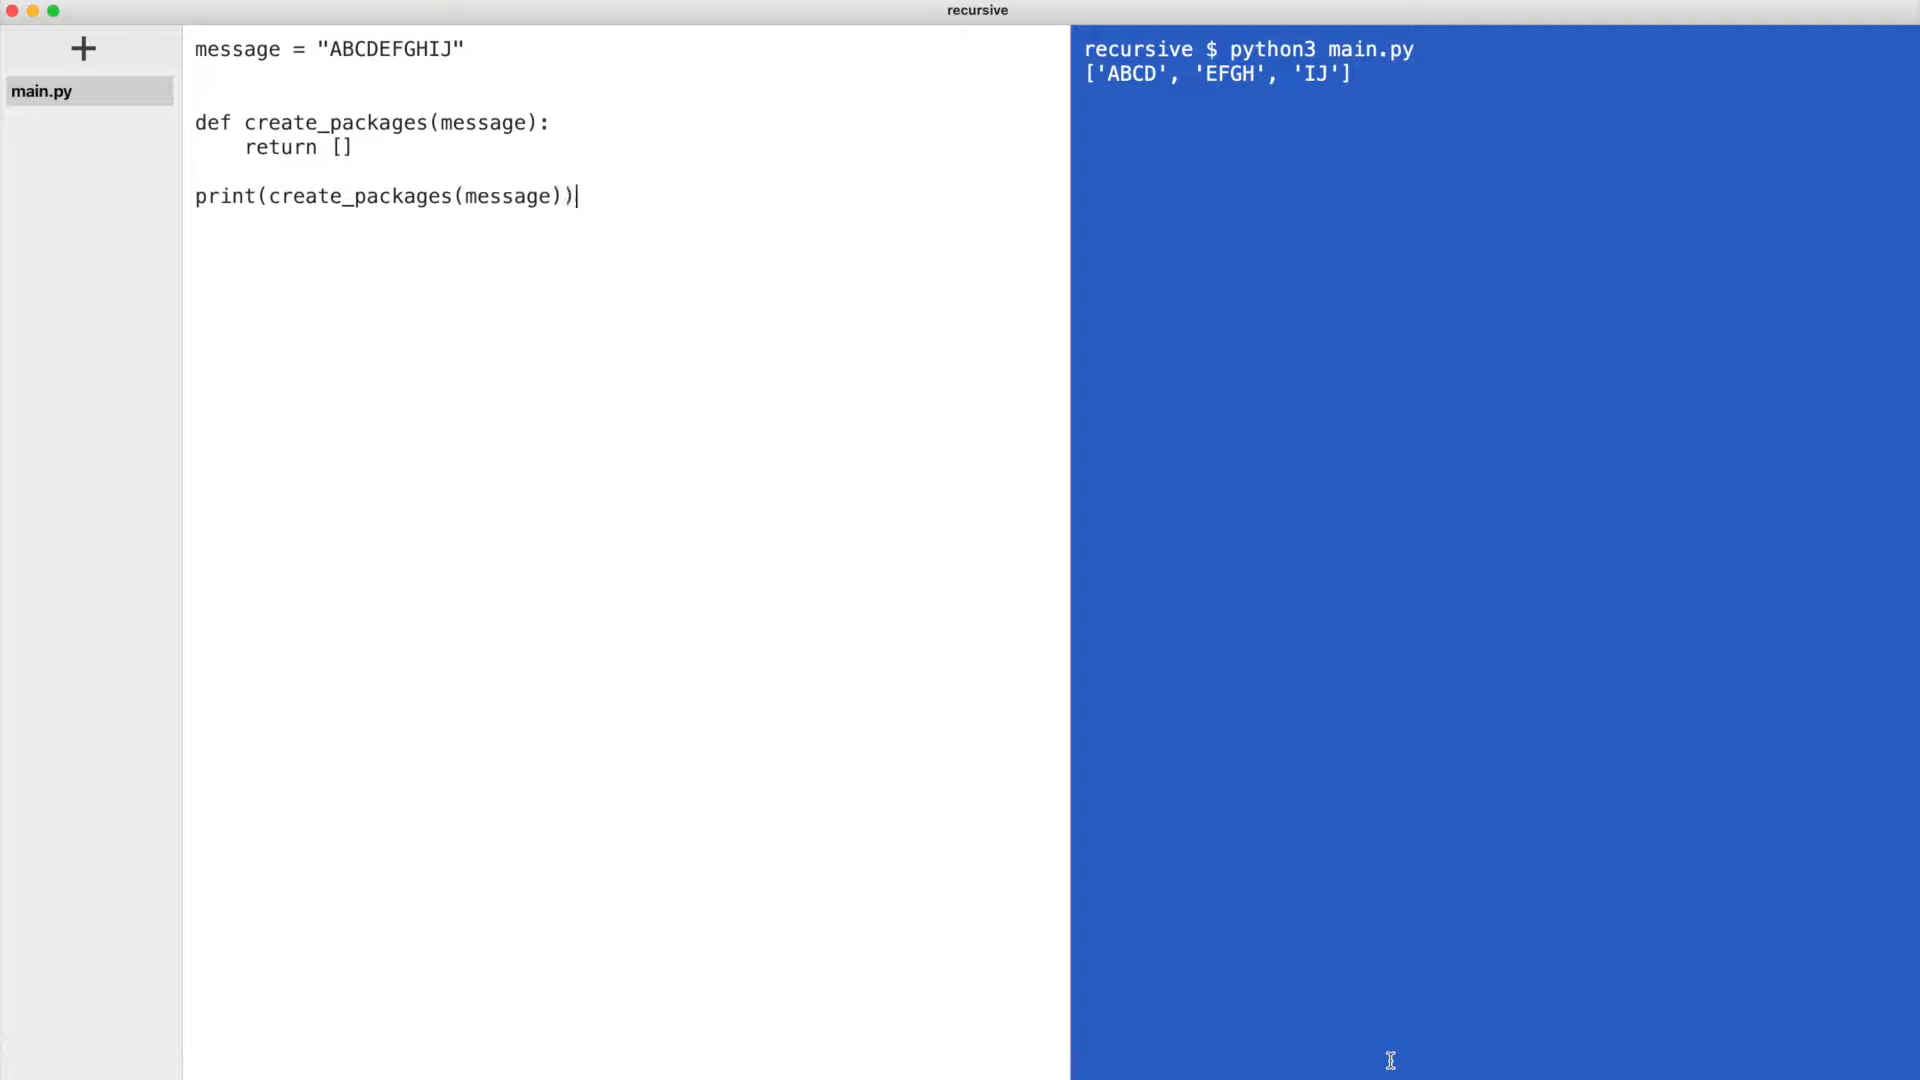 recursive
main.py
message = "ABCDEFGHIJ"
def create_packages(message):
    return []
print(create_packages(message))
recursive $ python3 main.py
['ABCD', 'EFGH', 'IJ']